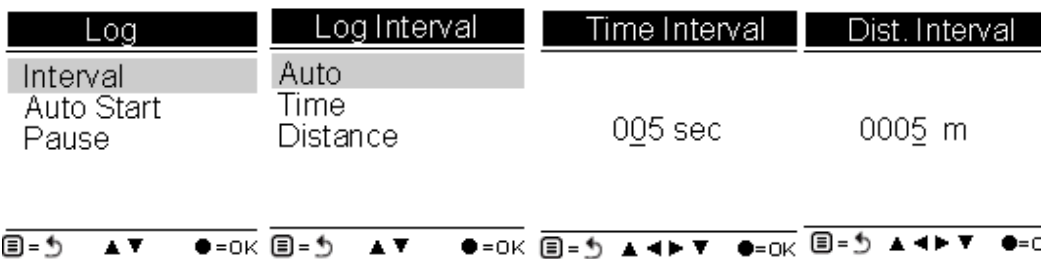 Log
Interval
Auto Start
Pause
=OK
Log Interval
Auto
Time
Distance
=OK
Time Interval
005 sec
=OK
Dist. Interval
0005 m